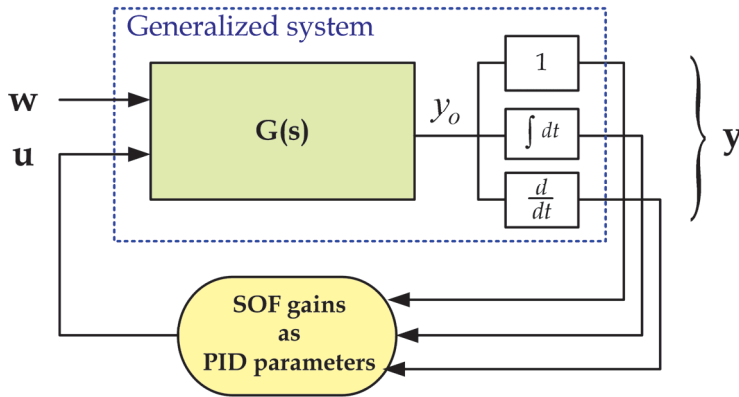 Generalized system
1
w
G(s)
y_o
∫ dt
y
u
d/dt
SOF gains
as
PID parameters